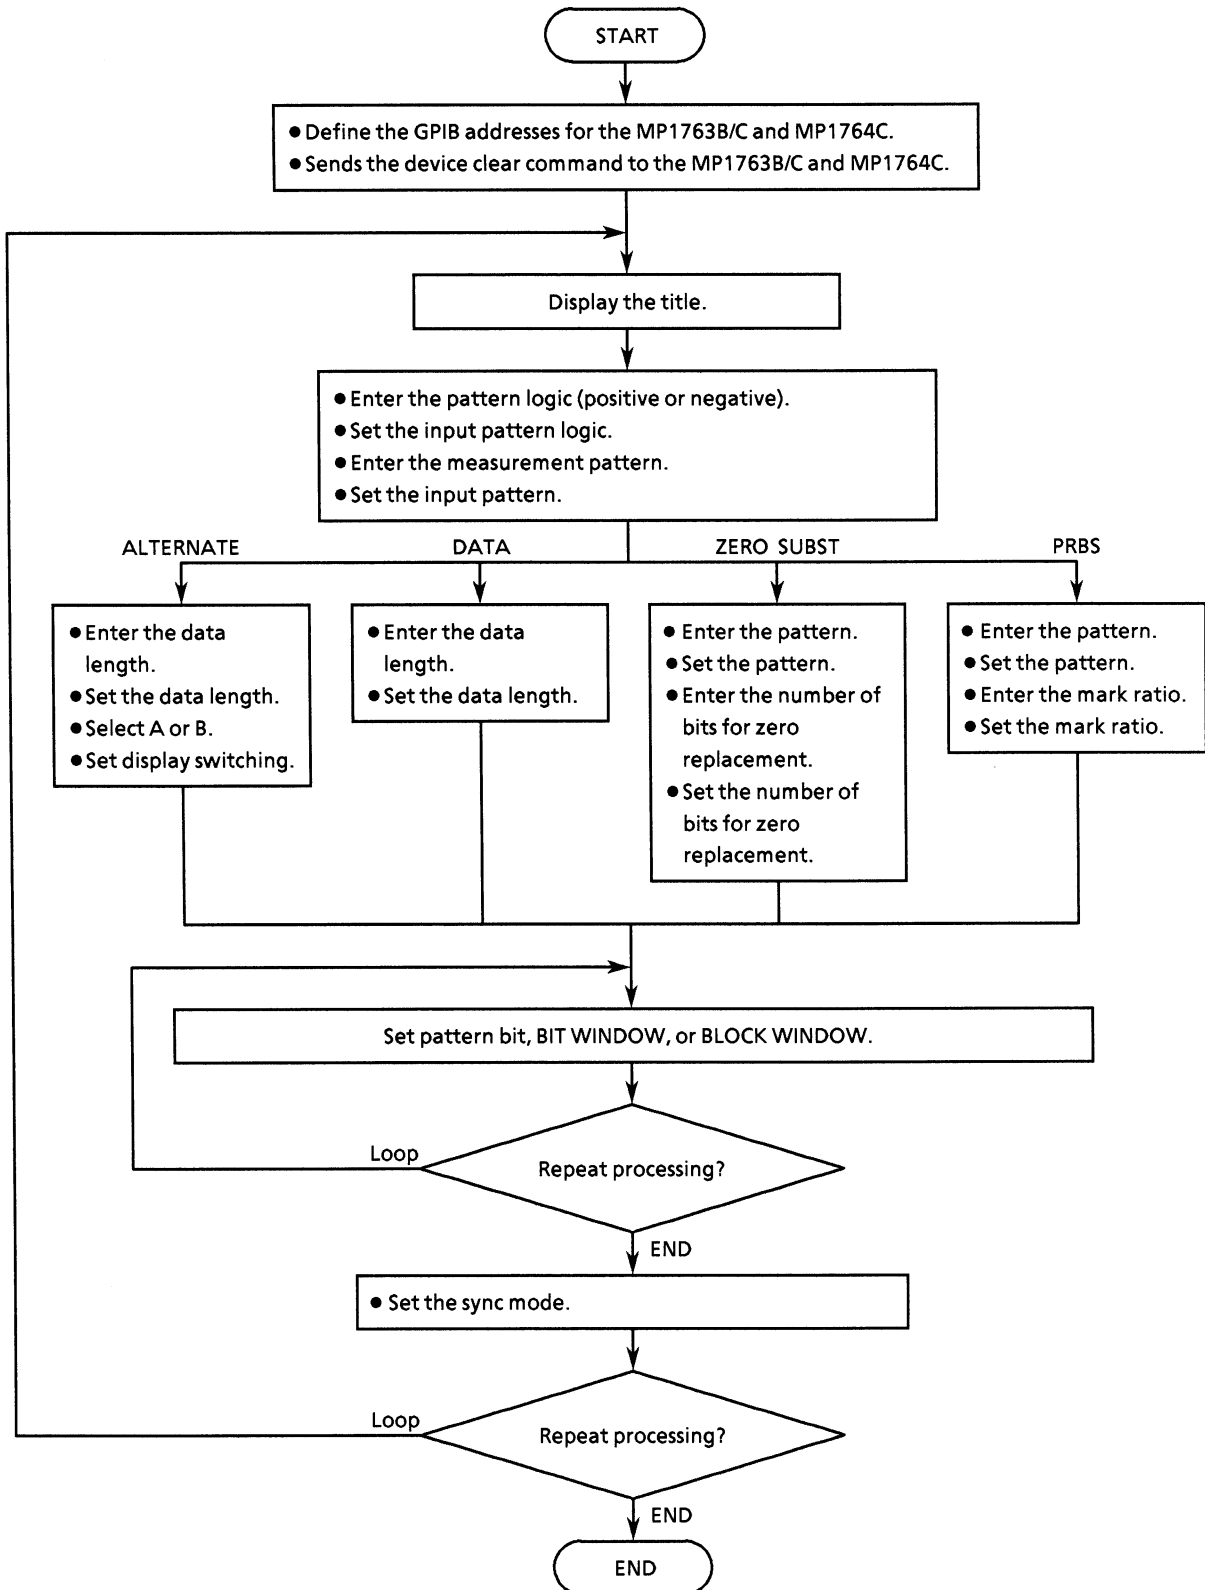 START
● Define the GPIB addresses for the MP1763B/C and MP1764C.
● Sends the device clear command to the MP1763B/C and MP1764C.
Display the title.
● Enter the pattern logic (positive or negative).
● Set the input pattern logic.
● Enter the measurement pattern.
● Set the input pattern.
ALTERNATE
● Enter the data
length.
● Set the data length.
● Select A or B.
● Set display switching.
DATA
● Enter the data
length.
● Set the data length.
ZERO SUBST
● Enter the pattern.
● Set the pattern.
● Enter the number of
bits for zero
replacement.
● Set the number of
bits for zero
replacement.
PRBS
● Enter the pattern.
● Set the pattern.
● Enter the mark ratio.
● Set the mark ratio.
Set pattern bit, BIT WINDOW, or BLOCK WINDOW.
Loop
Repeat processing?
END
● Set the sync mode.
Loop
Repeat processing?
END
END